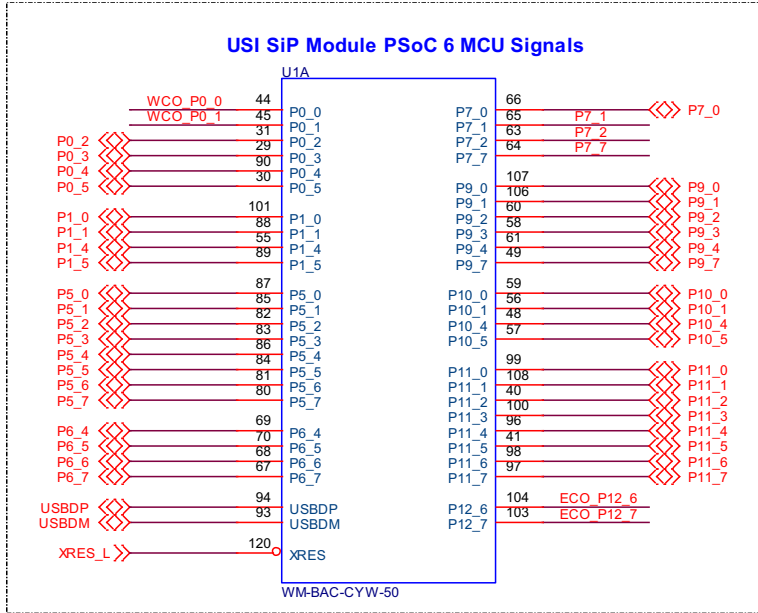 USI SiP Module PSoC 6 MCU Signals
U1A
WCO_P0_0 44 P0_0 P7_0 66 P7_0
WCO_P0_1 45 P0_1 P7_1 65 P7_1
P0_2 31 P0_2 P7_2 63 P7_2
P0_3 29 P0_3 P7_7 64 P7_7
P0_4 90 P0_4
P0_5 30 P0_5 P9_0 107 P9_0
P9_1 106 P9_1
P1_0 101 P1_0 P9_2 60 P9_2
P1_1 88 P1_1 P9_3 58 P9_3
P1_4 55 P1_4 P9_4 61 P9_4
P1_5 89 P1_5 P9_7 49 P9_7
P5_0 87 P5_0 P10_0 59 P10_0
P5_1 85 P5_1 P10_1 56 P10_1
P5_2 82 P5_2 P10_4 48 P10_4
P5_3 83 P5_3 P10_5 57 P10_5
P5_4 86 P5_4
P5_5 84 P5_5 P11_0 99 P11_0
P5_6 81 P5_6 P11_1 108 P11_1
P5_7 80 P5_7 P11_2 40 P11_2
P11_3 100 P11_3
P6_4 69 P6_4 P11_4 96 P11_4
P6_5 70 P6_5 P11_5 41 P11_5
P6_6 68 P6_6 P11_6 98 P11_6
P6_7 67 P6_7 P11_7 97 P11_7
USBDP 94 USBDP P12_6 104 ECO_P12_6
USBDM 93 USBDM P12_7 103 ECO_P12_7
XRES_L 120 XRES
WM-BAC-CYW-50